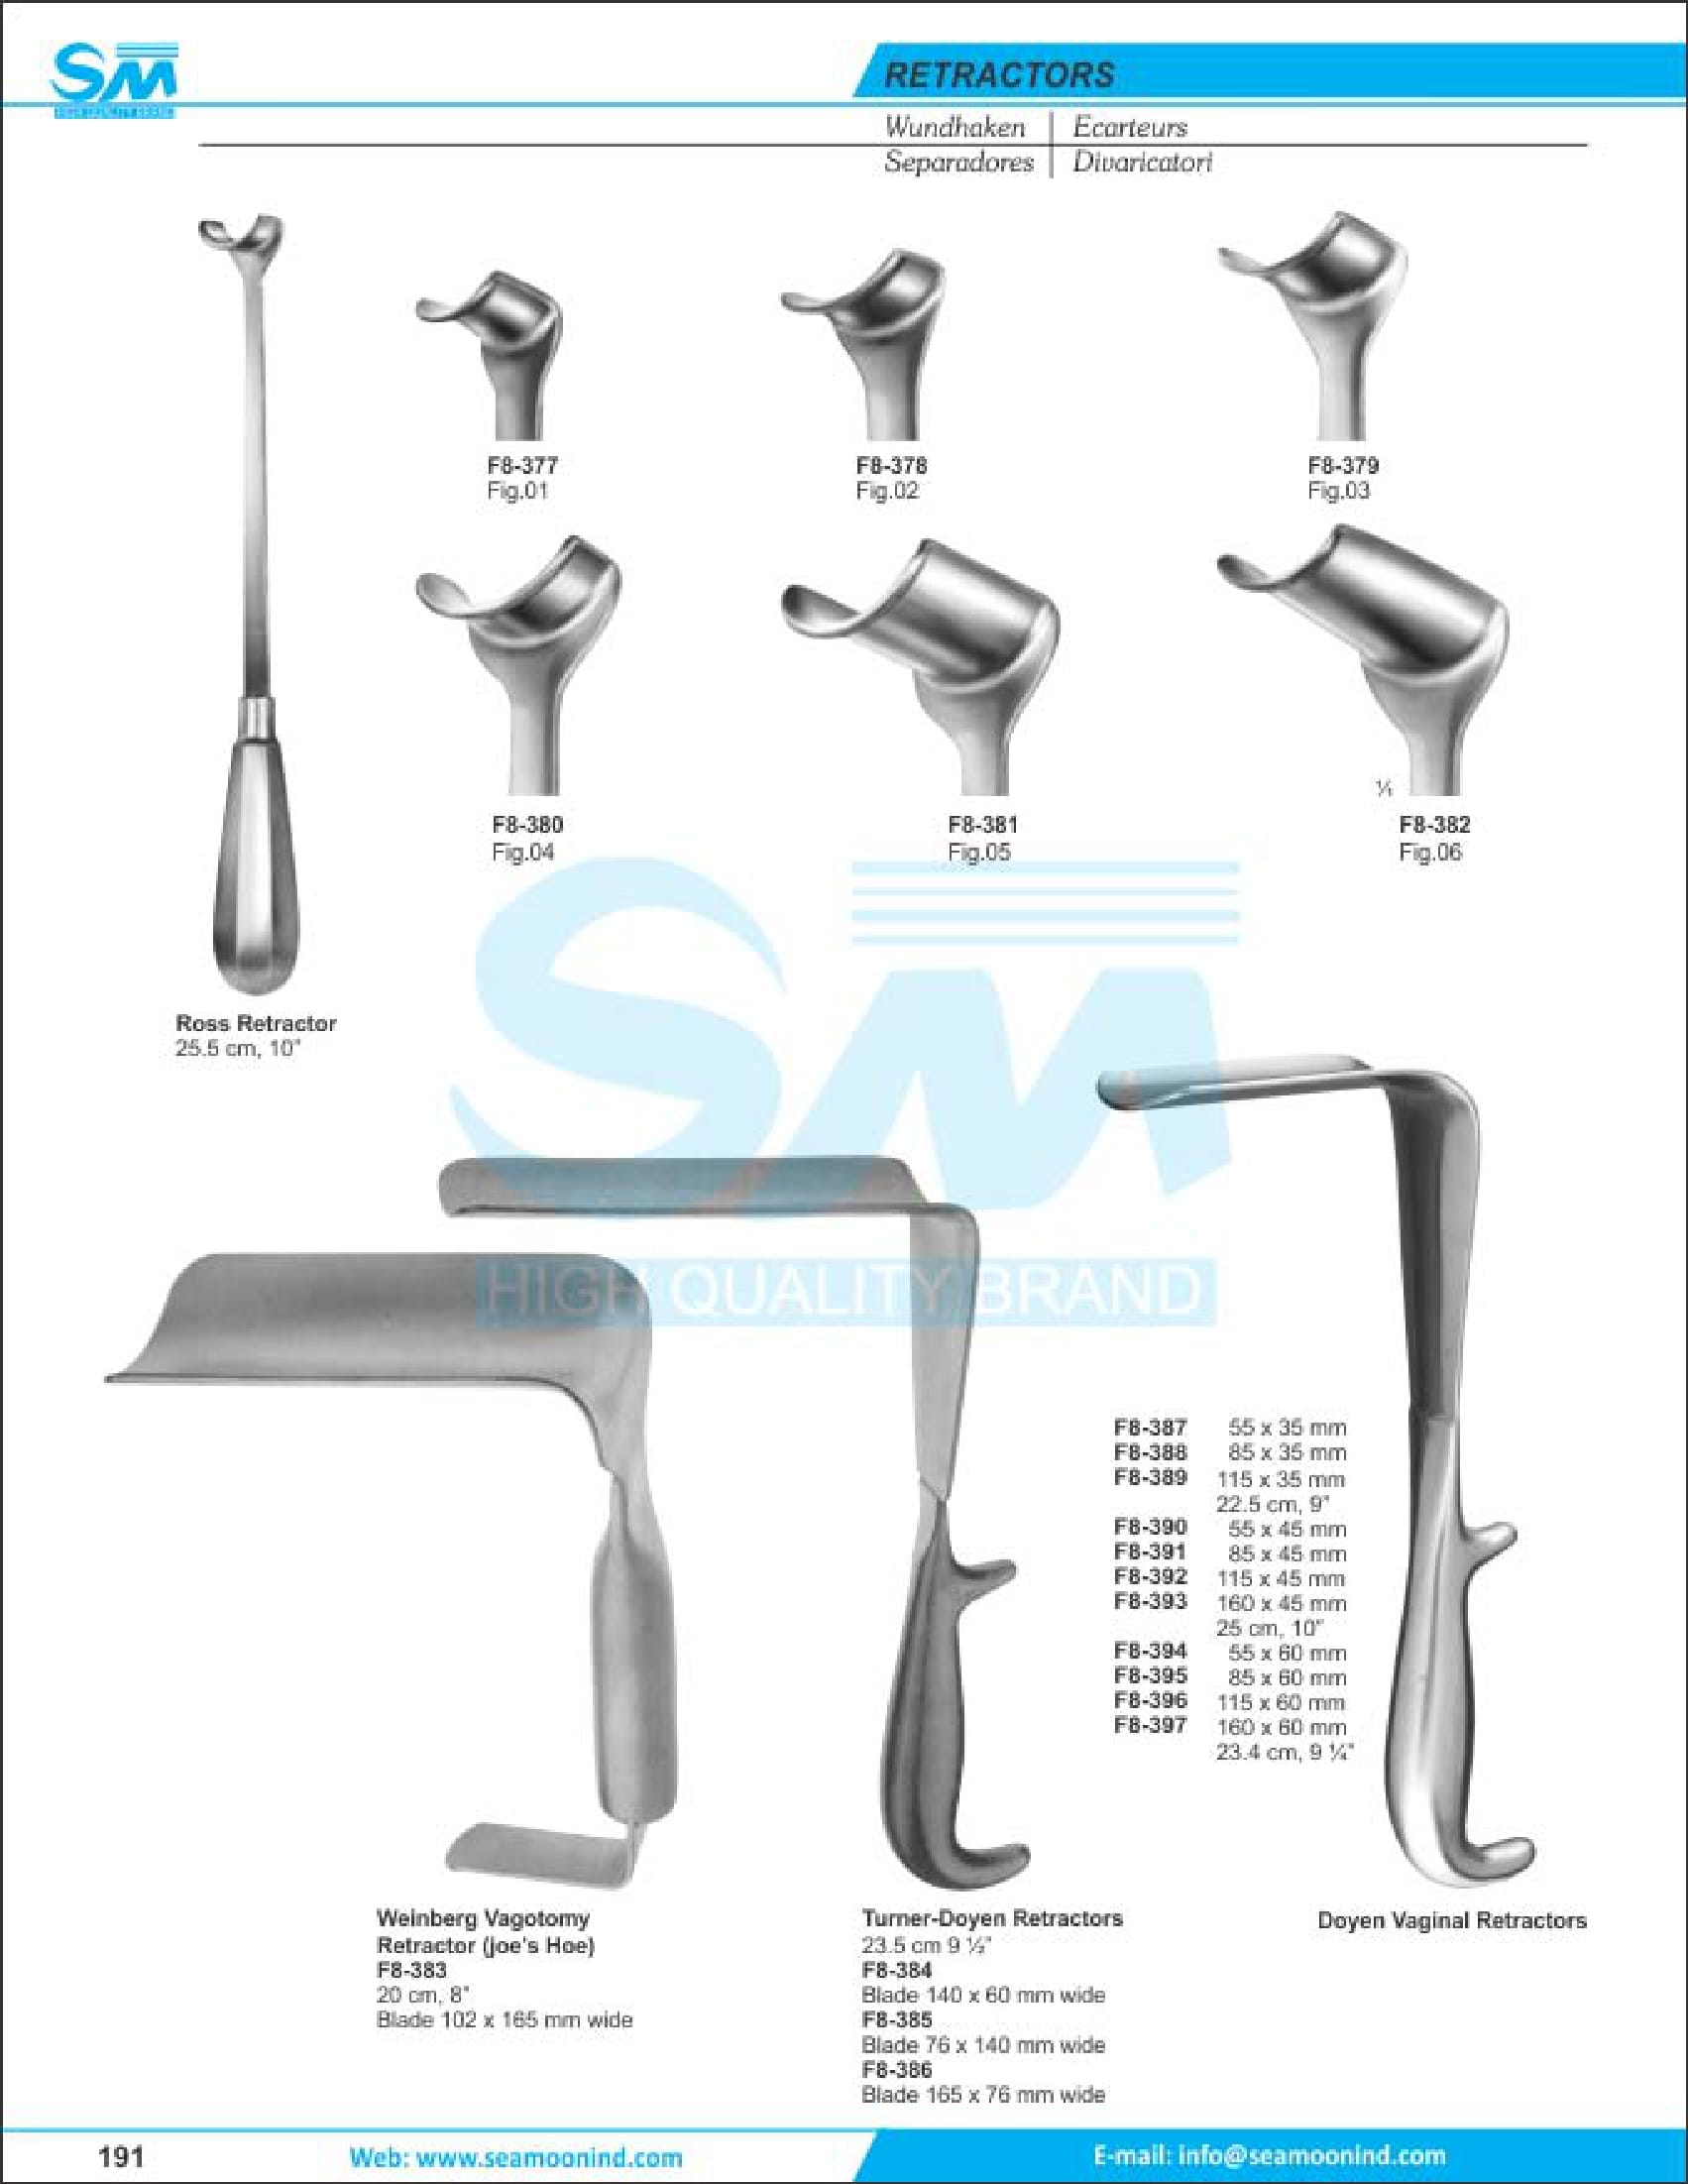 SM
RETRACTORS
Wundhaken
Ecarteurs
Separadores
Divaricatori
F8-377
Fig.01
F8-378
Fig.02
F8-379
Fig.03
F8-380
Fig.04
F8-381
Fig.05
F8-382
Fig.06
Ross Retractor
25.5 cm, 10"
SM
HIGH QUALITY BRAND
F8-387 55 x 35 mm
F8-388 85 x 35 mm
F8-389 115 x 35 mm
22.5 cm, 9"
F8-390 55 x 45 mm
F8-391 85 x 45 mm
F8-392 115 x 45 mm
F8-393 160 x 45 mm
25 cm, 10"
F8-394 55 x 60 mm
F8-395 85 x 60 mm
F8-396 115 x 60 mm
F8-397 160 x 60 mm
23.4 cm, 9 ¼"
Weinberg Vagotomy
Retractor (joe's Hoe)
F8-383
20 cm, 8"
Blade 102 x 165 mm wide
Turner-Doyen Retractors
23.5 cm 9 ½"
F8-384
Blade 140 x 60 mm wide
F8-385
Blade 76 x 140 mm wide
F8-386
Blade 165 x 76 mm wide
Doyen Vaginal Retractors
191
Web: www.seamoonind.com
E-mail: info@seamoonind.com